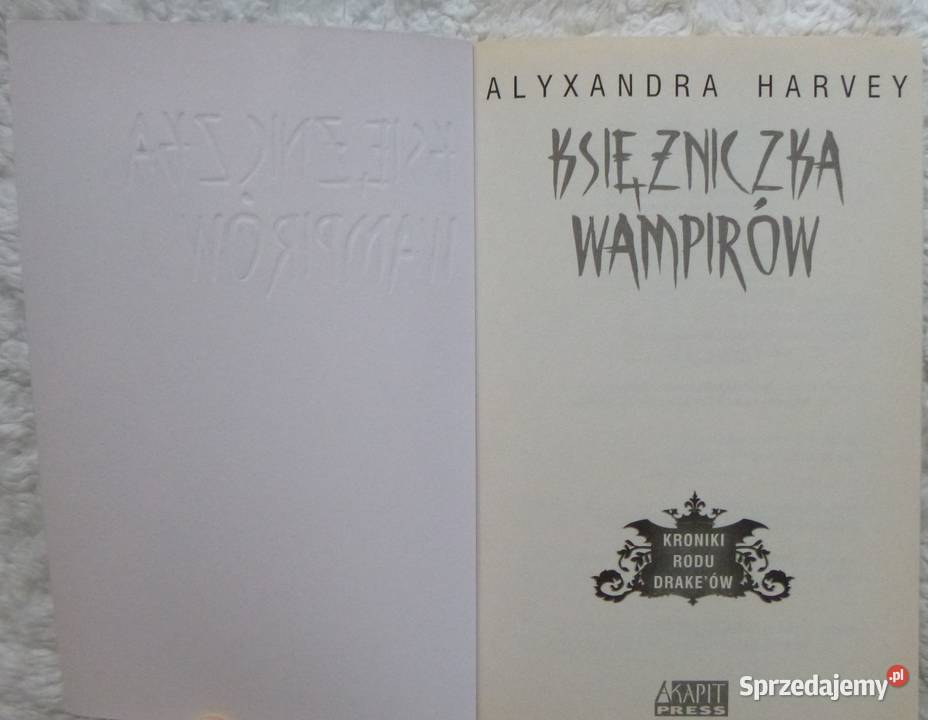 ALYXANDRA HARVEY
KSIĘŻNICZKA
WAMPIRÓW
KRONIKI
RODU
DRAKE'ÓW
AKAPIT
PRESS
Sprzedajemy.pl